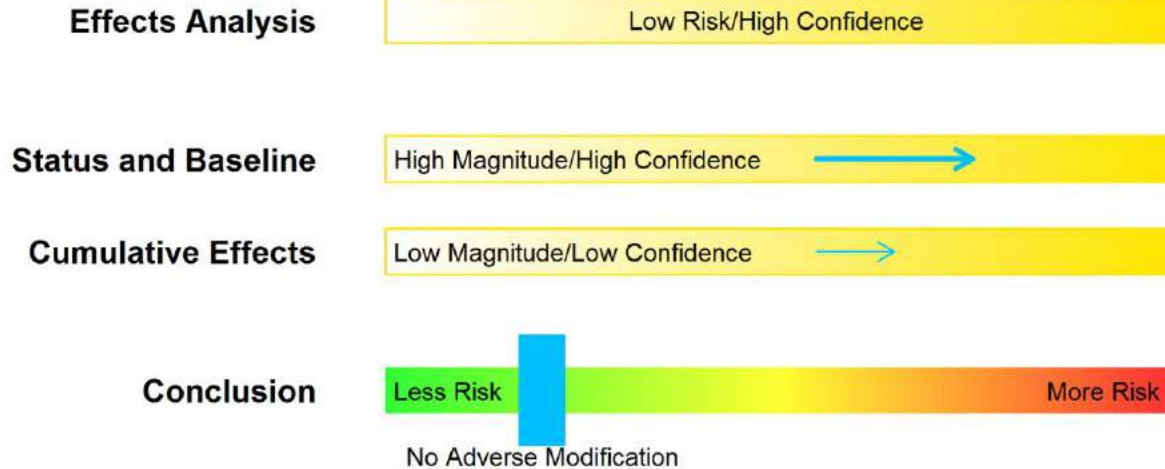 Effects Analysis Low Risk/High Confidence
Status and Baseline High Magnitude/High Confidence
Cumulative Effects Low Magnitude/Low Confidence
Conclusion Less Risk More Risk
No Adverse Modification